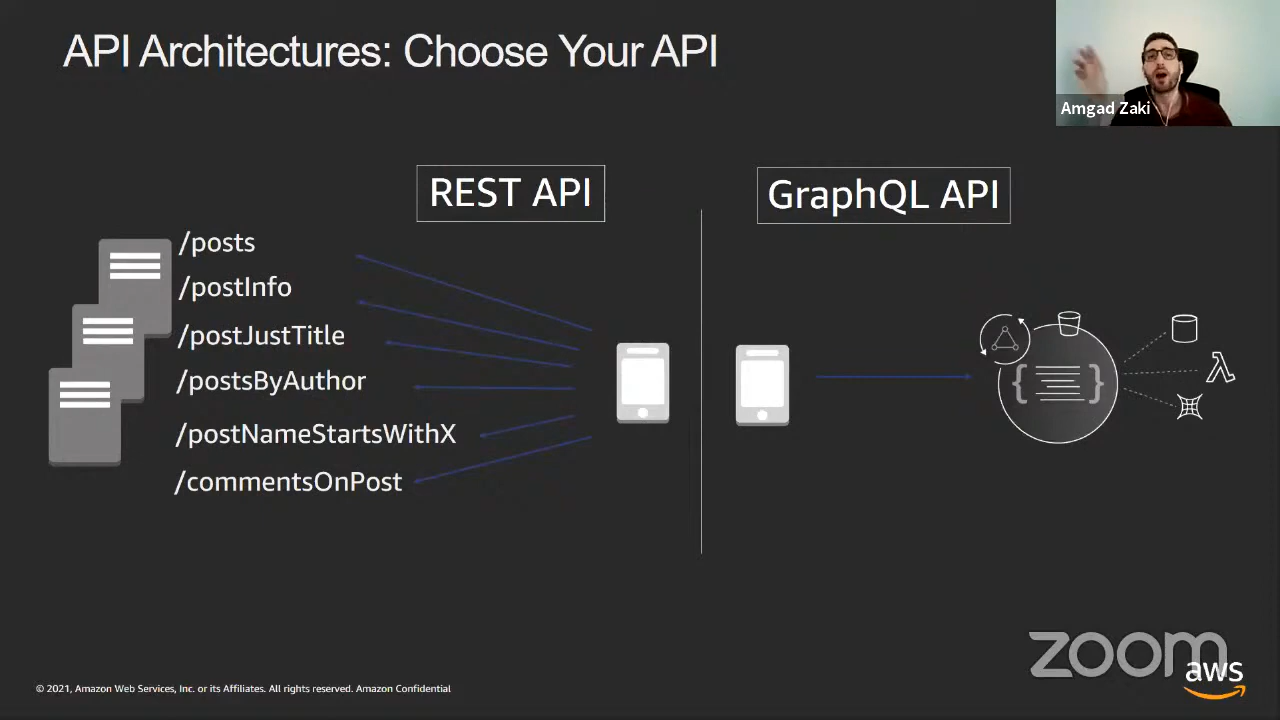 API Architectures: Choose Your API
Amgad Zaki
REST API
GraphQL API
/posts
/postInfo
/postJustTitle
/postsByAuthor
/postNameStartsWithX
/commentsOnPost
{ }
zoom
aws
© 2021, Amazon Web Services, Inc. or its Affiliates. All rights reserved. Amazon Confidential